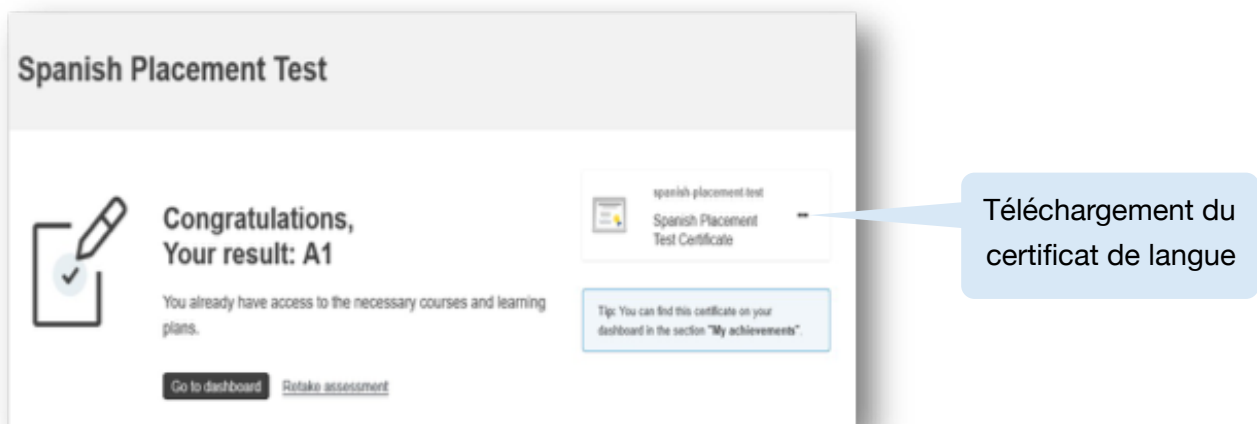 Spanish Placement Test
Congratulations,
Your result: A1
You already have access to the necessary courses and learning
plans.
Go to dashboard
Retake assessment
spanish-placement-test
Spanish Placement
Test Certificate
Tip: You can find this certificate on your
dashboard in the section "My achievements".
Téléchargement du
certificat de langue